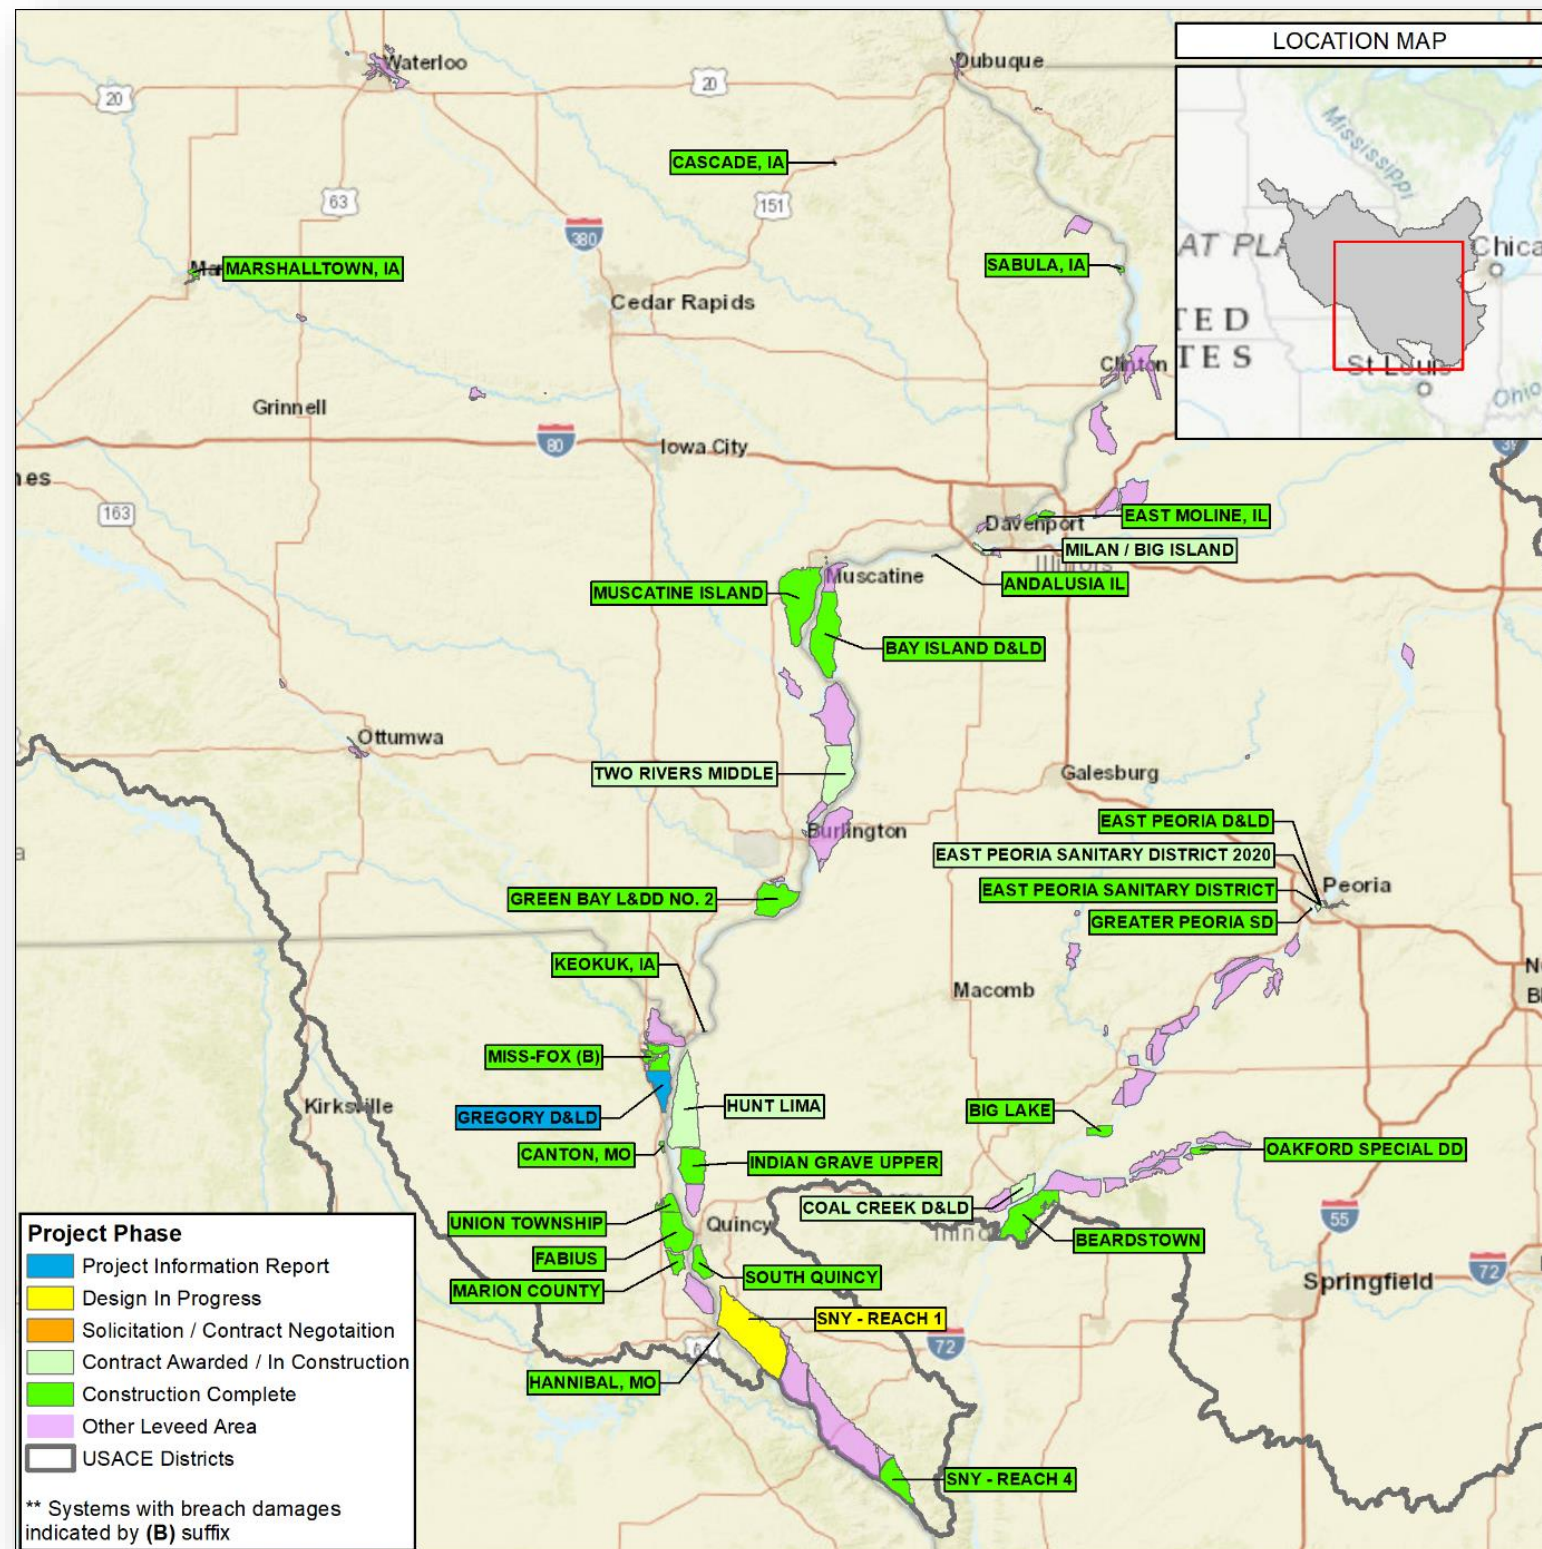 LOCATION MAP
Mississippi
AT PLA
Chica
TED
TES
St Louis
Ohio
Waterloo
Dubuque
20
20
CASCADE, IA
63
151
380
MARSHALLTOWN, IA
SABULA, IA
Cedar Rapids
Clinton
Grinnell
80
Iowa City
39
nes
163
EAST MOLINE, IL
Davenport
MILAN / BIG ISLAND
Illinois
Muscatine
ANDALUSIA IL
MUSCATINE ISLAND
BAY ISLAND D&LD
Ottumwa
TWO RIVERS MIDDLE
Galesburg
EAST PEORIA D&LD
Burlington
EAST PEORIA SANITARY DISTRICT 2020
Peoria
EAST PEORIA SANITARY DISTRICT
GREEN BAY L&DD NO. 2
GREATER PEORIA SD
KEOKUK, IA
Macomb
MISS-FOX (B)
Kirksville
HUNT LIMA
GREGORY D&LD
BIG LAKE
CANTON, MO
INDIAN GRAVE UPPER
OAKFORD SPECIAL DD
COAL CREEK D&LD
UNION TOWNSHIP
Quincy
55
BEARDSTOWN
FABIUS
SOUTH QUINCY
72
MARION COUNTY
Springfield
SNY - REACH 1
72
HANNIBAL, MO
SNY - REACH 4
Project Phase
Project Information Report
Design In Progress
Solicitation / Contract Negotaition
Contract Awarded / In Construction
Construction Complete
Other Leveed Area
USACE Districts
** Systems with breach damages
indicated by (B) suffix